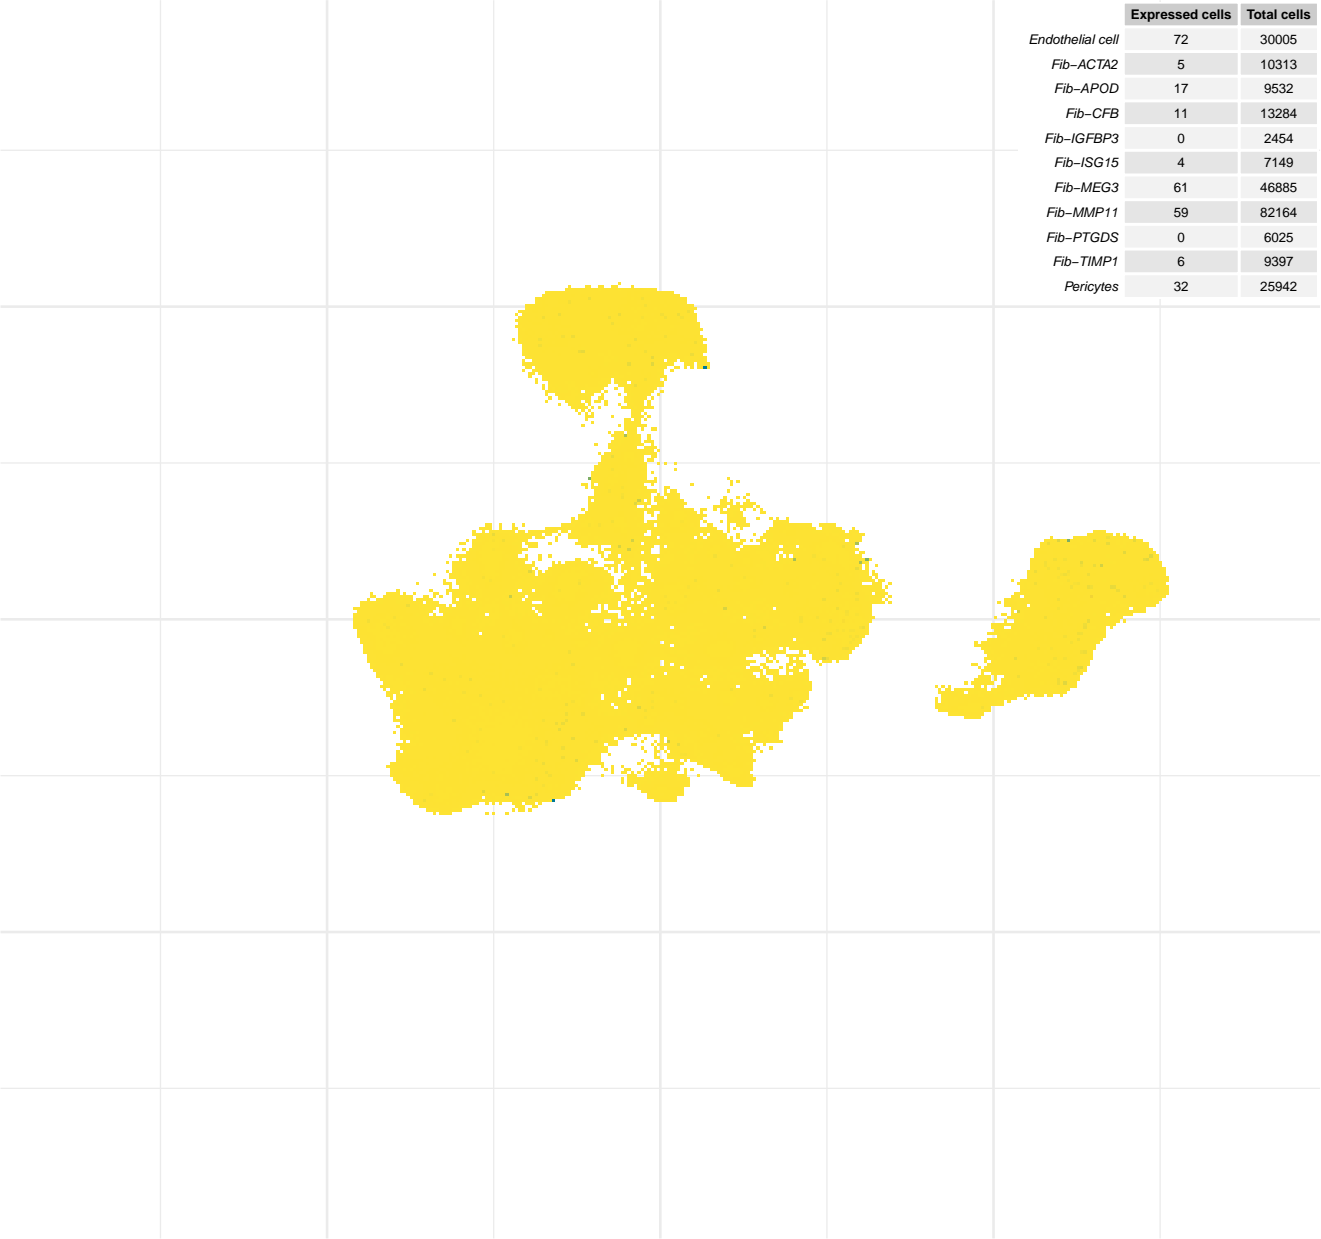 Expressed cells Total cells
Endothelial cell 72 30005
Fib−ACTA2 5 10313
Fib−APOD 17 9532
Fib−CFB 11 13284
Fib−IGFBP3 0 2454
Fib−ISG15 4 7149
Fib−MEG3 61 46885
Fib−MMP11 59 82164
Fib−PTGDS 0 6025
Fib−TIMP1 6 9397
Pericytes 32 25942